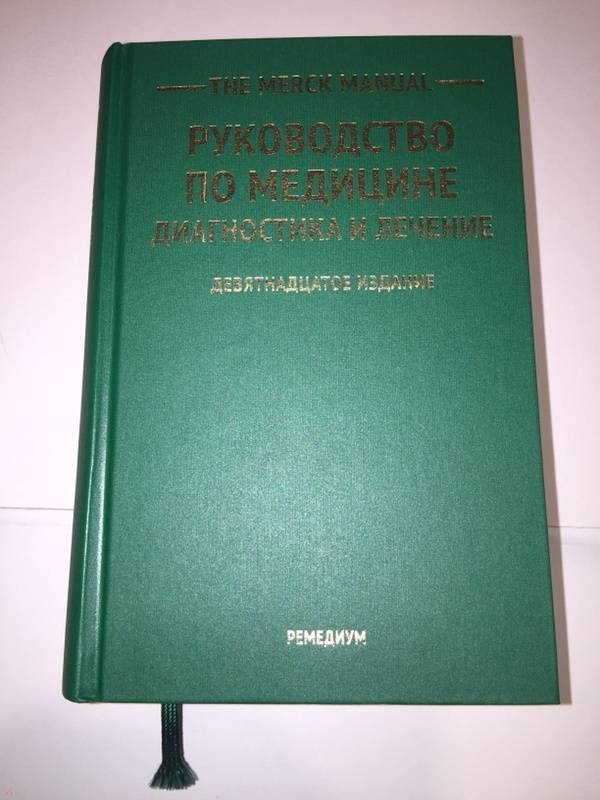 THE MERCK MANUAL
РУКОВОДСТВО
ПО МЕДИЦИНЕ
ДИАГНОСТИКА И ЛЕЧЕНИЕ
ДЕВЯТНАДЦАТОЕ ИЗДАНИЕ
РЕМЕДИУМ